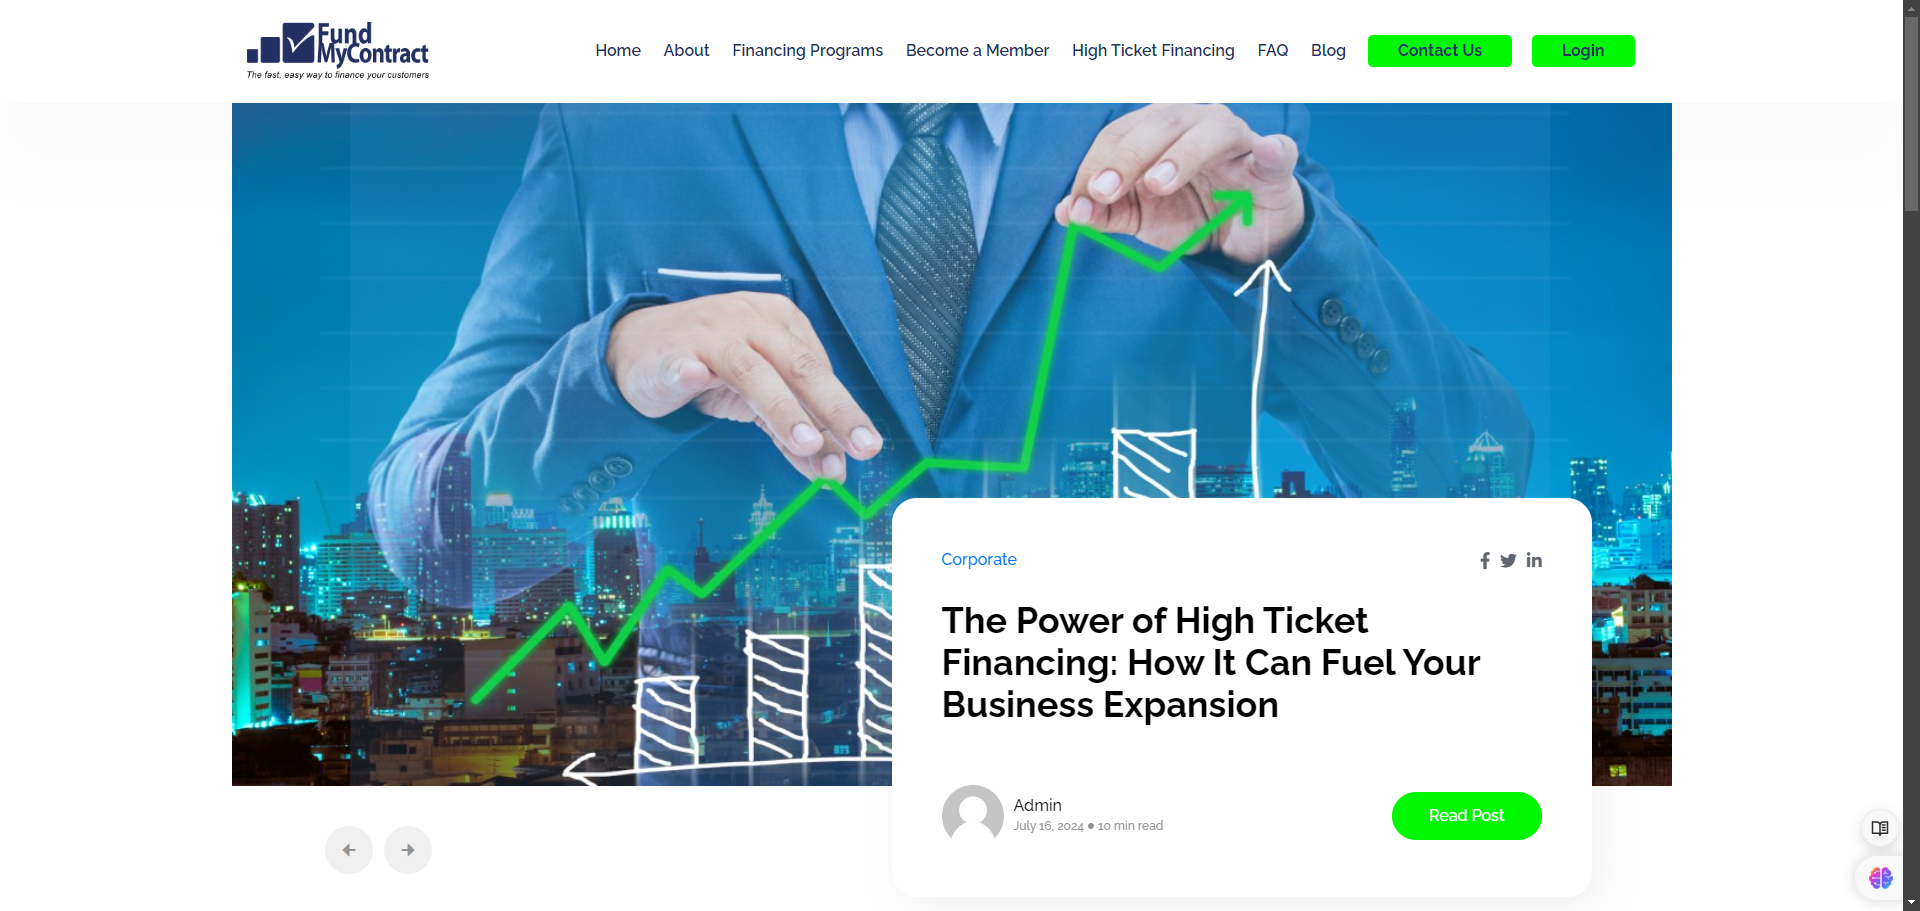 Fund
MyContract
The fast, easy way to finance your customers
Home About Financing Programs Become a Member High Ticket Financing FAQ Blog Contact Us Login
Corporate
The Power of High Ticket
Financing: How It Can Fuel Your
Business Expansion
Admin
July 16, 2024 ● 10 min read
Read Post